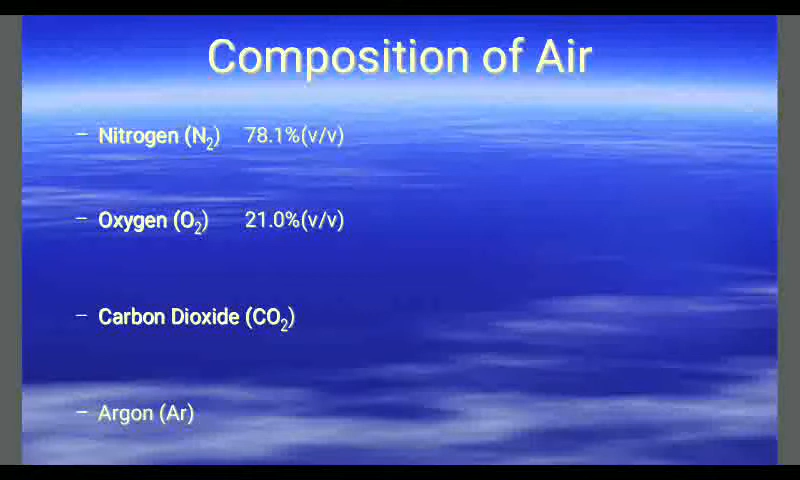 Composition of Air
– Nitrogen (N₂) 78.1%(v/v)
– Oxygen (O₂) 21.0%(v/v)
– Carbon Dioxide (CO₂)
– Argon (Ar)